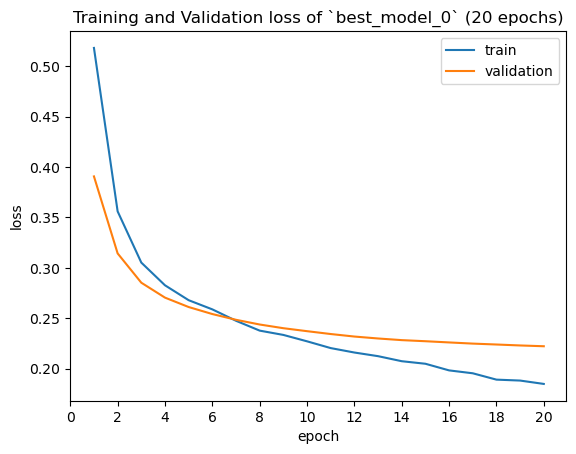 Training and Validation loss of `best_model_0` (20 epochs)
train
validation
loss
0.50
0.45
0.40
0.35
0.30
0.25
0.20
0 2 4 6 8 10 12 14 16 18 20
epoch